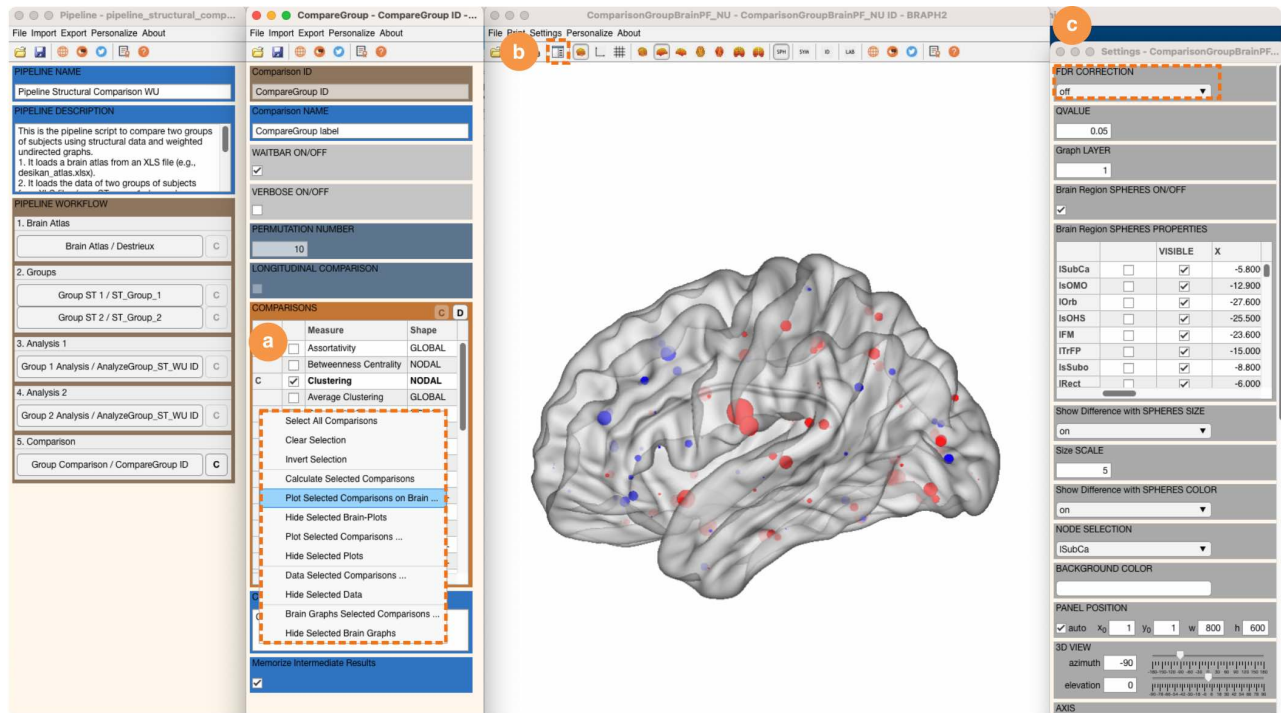 Pipeline - pipeline_structural_comp...
File Import Export Personalize About
PIPELINE NAME
Pipeline Structural Comparison WU
PIPELINE DESCRIPTION
This is the pipeline script to compare two groups
of subjects using structural data and weighted
undirected graphs.
1. It loads a brain atlas from an XLS file (e.g.,
desikan_atlas.xlsx).
2. It loads the data of two groups of subjects
PIPELINE WORKFLOW
1. Brain Atlas
Brain Atlas / Destrieux C
2. Groups
Group ST 1 / ST_Group_1 C
Group ST 2 / ST_Group_2 C
3. Analysis 1
Group 1 Analysis / AnalyzeGroup_ST_WU ID C
4. Analysis 2
Group 2 Analysis / AnalyzeGroup_ST_WU ID C
5. Comparison
Group Comparison / CompareGroup ID C
CompareGroup - CompareGroup ID -...
File Import Export Personalize About
Comparison ID
CompareGroup ID
Comparison NAME
CompareGroup label
WAITBAR ON/OFF
VERBOSE ON/OFF
PERMUTATION NUMBER
10
LONGITUDINAL COMPARISON
COMPARISONS C D
a
Measure Shape
Assortativity GLOBAL
Betweenness Centrality NODAL
C Clustering NODAL
Average Clustering GLOBAL
Select All Comparisons
Clear Selection
Invert Selection
Calculate Selected Comparisons
Plot Selected Comparisons on Brain ...
Hide Selected Brain-Plots
Plot Selected Comparisons ...
Hide Selected Plots
Data Selected Comparisons ...
Hide Selected Data
Brain Graphs Selected Comparisons ...
Hide Selected Brain Graphs
Memorize Intermediate Results
ComparisonGroupBrainPF_NU - ComparisonGroupBrainPF_NU ID - BRAPH2
File Print Settings Personalize About
b
SPH SYM ID LAB
c
Settings - ComparisonGroupBrainPF...
FDR CORRECTION
off
QVALUE
0.05
Graph LAYER
1
Brain Region SPHERES ON/OFF
Brain Region SPHERES PROPERTIES
VISIBLE X
lSubCa -5.800
lsOMO -12.900
lOrb -27.600
lsOHS -25.500
lFM -23.600
lTrFP -15.000
lsSubo -8.800
lRect -6.000
Show Difference with SPHERES SIZE
on
Size SCALE
5
Show Difference with SPHERES COLOR
on
NODE SELECTION
lSubCa
BACKGROUND COLOR
PANEL POSITION
auto x0 1 y0 1 w 800 h 600
3D VIEW
azimuth -90
elevation 0
AXIS